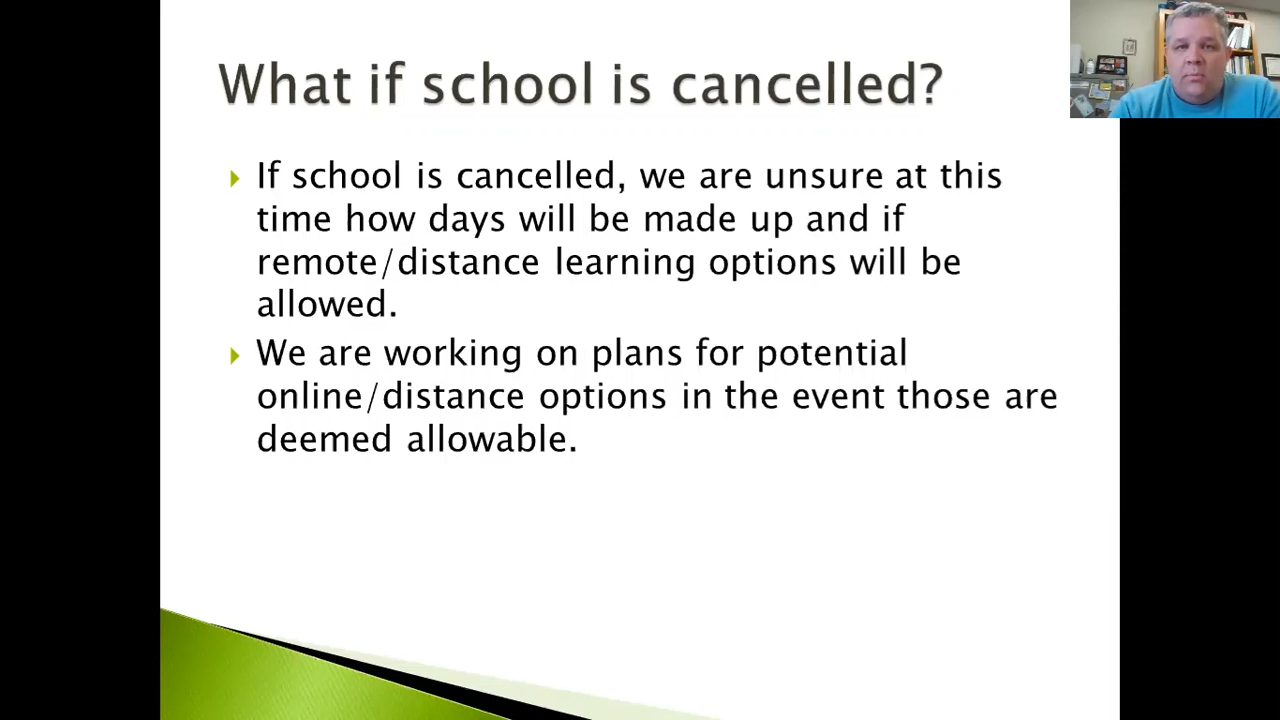 What if school is cancelled?
If school is cancelled, we are unsure at this
time how days will be made up and if
remote/distance learning options will be
allowed.
We are working on plans for potential
online/distance options in the event those are
deemed allowable.